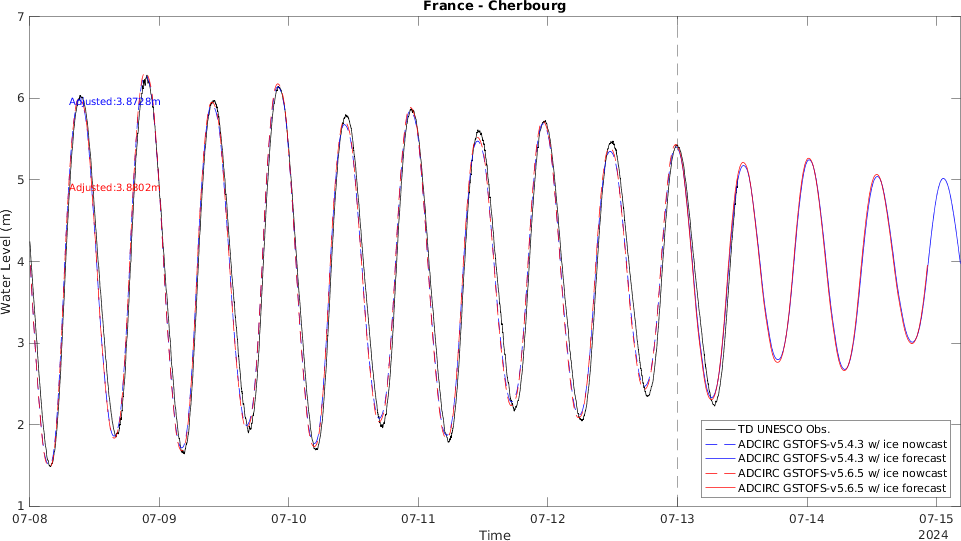 France - Cherbourg
7
6
5
4
3
2
1
Water Level (m)
Adjusted:3.8728m
Adjusted:3.8802m
TD UNESCO Obs.
ADCIRC GSTOFS-v5.4.3 w/ ice nowcast
ADCIRC GSTOFS-v5.4.3 w/ ice forecast
ADCIRC GSTOFS-v5.6.5 w/ ice nowcast
ADCIRC GSTOFS-v5.6.5 w/ ice forecast
07-08 07-09 07-10 07-11 07-12 07-13 07-14 07-15
2024
Time